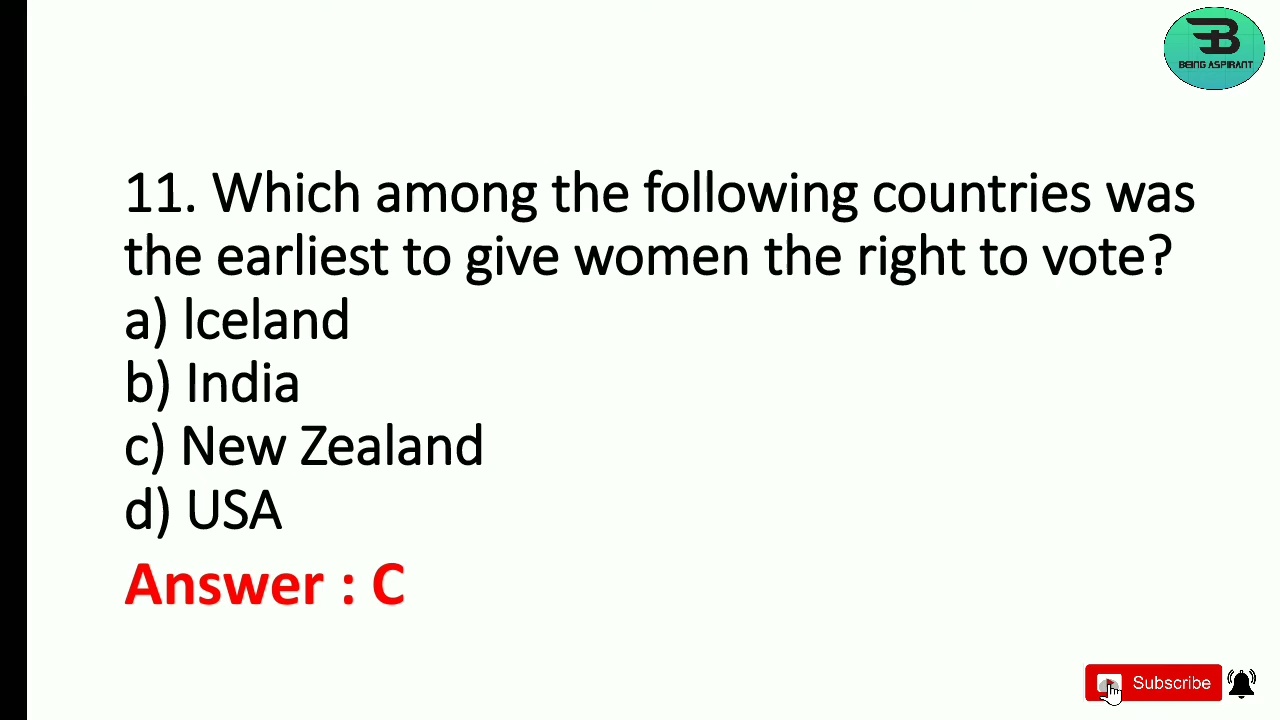 BEING ASPIRANT
11. Which among the following countries was
the earliest to give women the right to vote?
a) lceland
b) India
c) New Zealand
d) USA
Answer : C
Subscribe